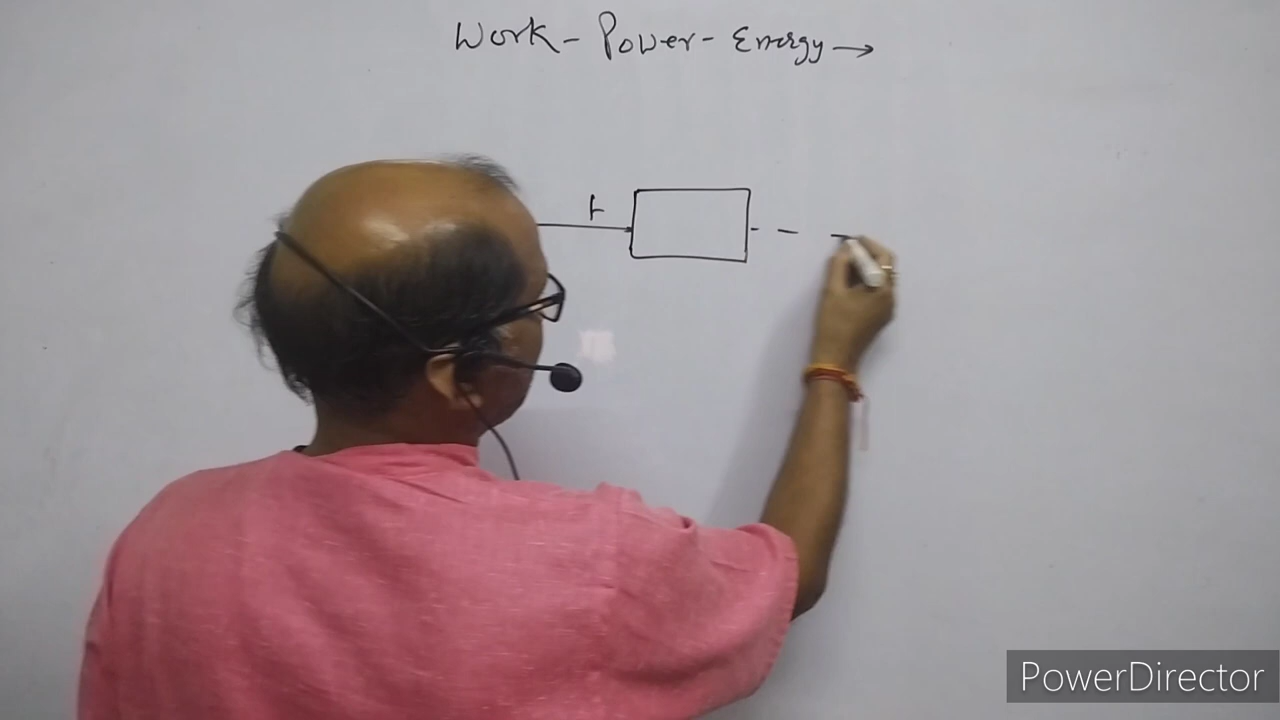 Work - Power - Energy →
F
PowerDirector